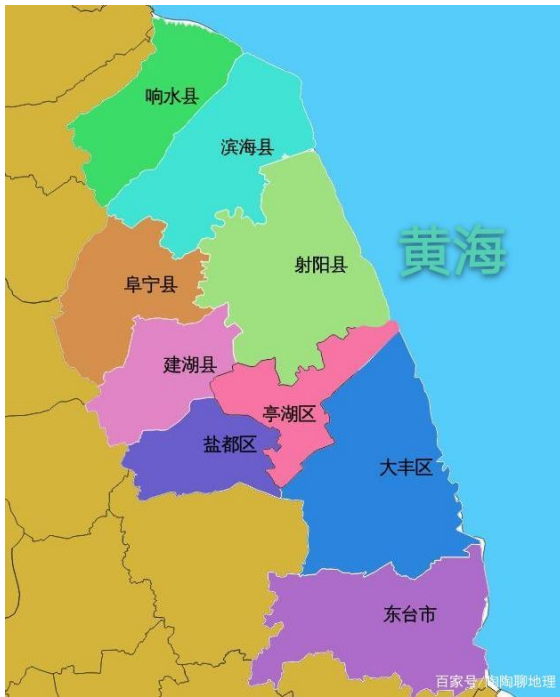 响水县
滨海县
黄海
射阳县
阜宁县
建湖县
亭湖区
盐都区
大丰区
东台市
百家号/陶陶聊地理